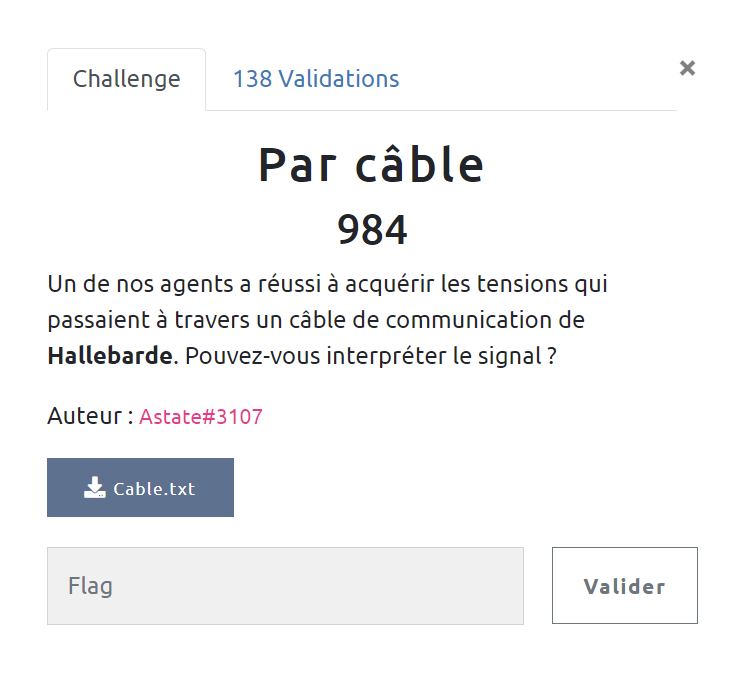 Challenge
138 Validations
×
Par câble
984
Un de nos agents a réussi à acquérir les tensions qui
passaient à travers un câble de communication de
Hallebarde. Pouvez-vous interpréter le signal ?
Auteur : Astate#3107
Cable.txt
Flag
Valider